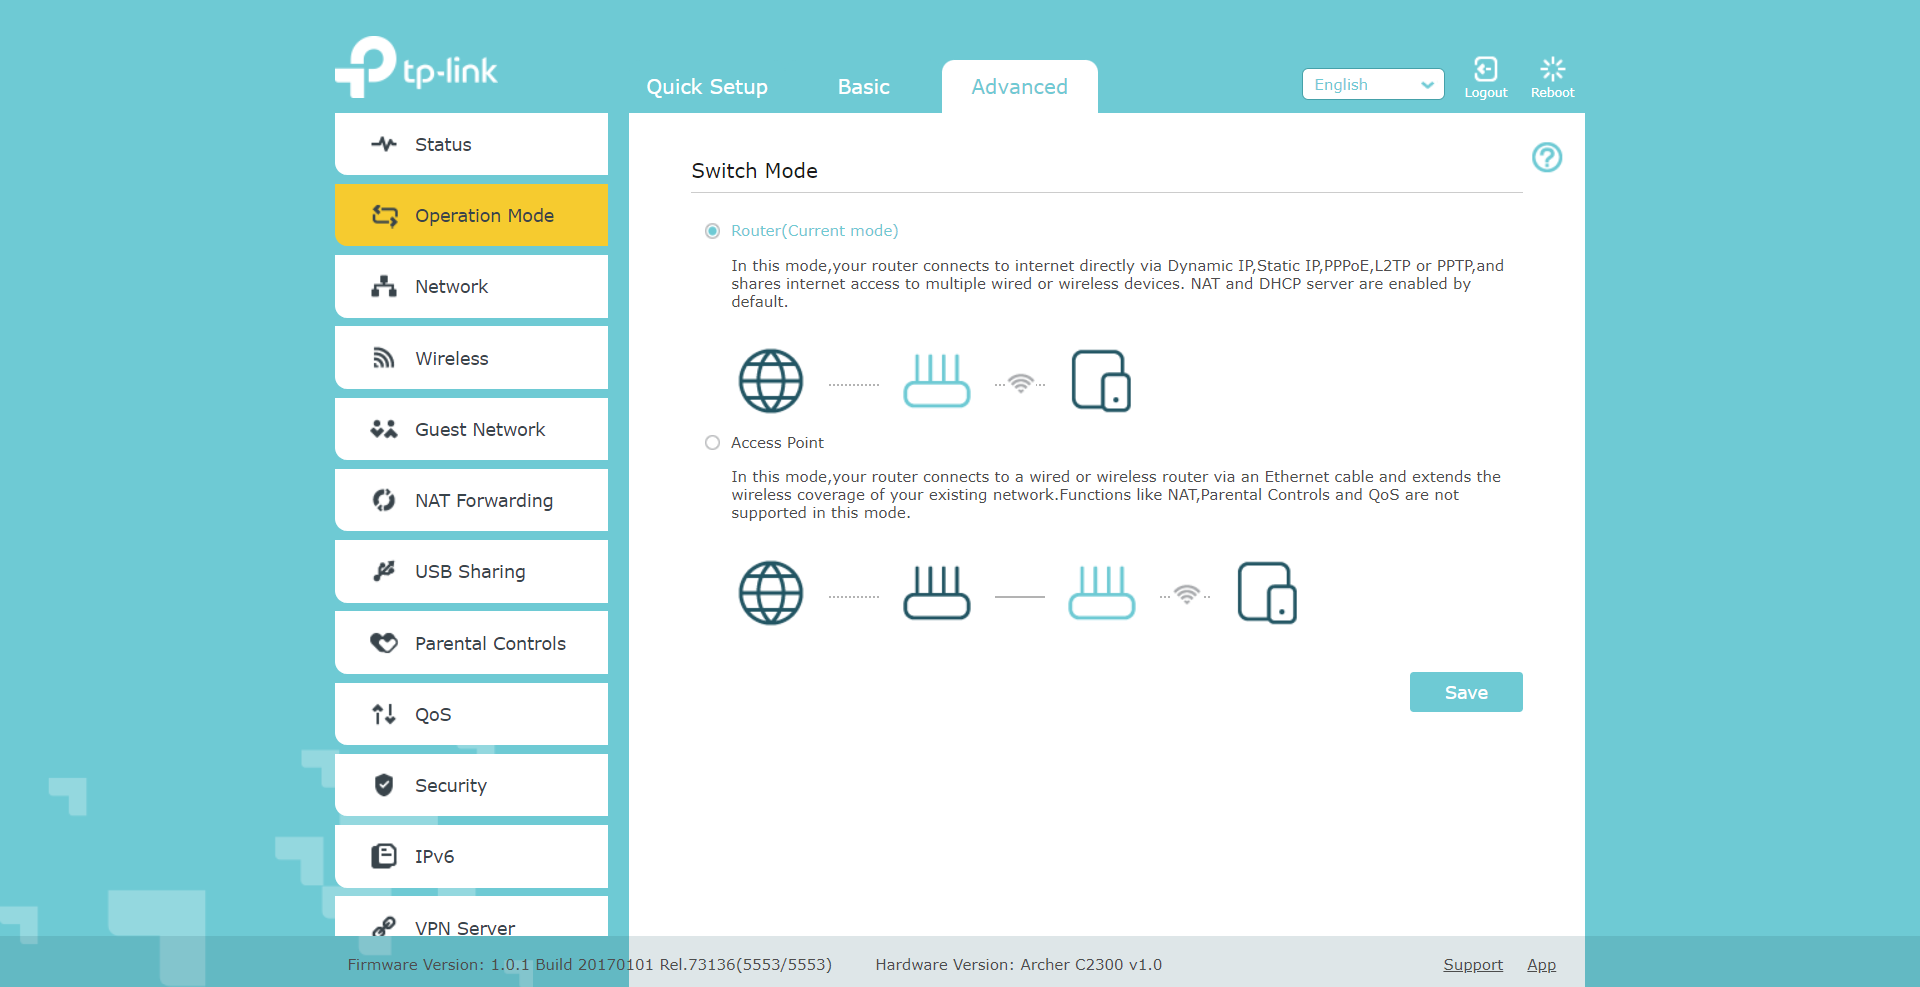 tp-link
Quick Setup
Basic
Advanced
English
Logout
Reboot
Status
Operation Mode
Network
Wireless
Guest Network
NAT Forwarding
USB Sharing
Parental Controls
QoS
Security
IPv6
VPN Server
Switch Mode
Router(Current mode)
In this mode,your router connects to internet directly via Dynamic IP,Static IP,PPPoE,L2TP or PPTP,and
shares internet access to multiple wired or wireless devices. NAT and DHCP server are enabled by
default.
Access Point
In this mode,your router connects to a wired or wireless router via an Ethernet cable and extends the
wireless coverage of your existing network.Functions like NAT,Parental Controls and QoS are not
supported in this mode.
Save
Firmware Version: 1.0.1 Build 20170101 Rel.73136(5553/5553)
Hardware Version: Archer C2300 v1.0
Support
App